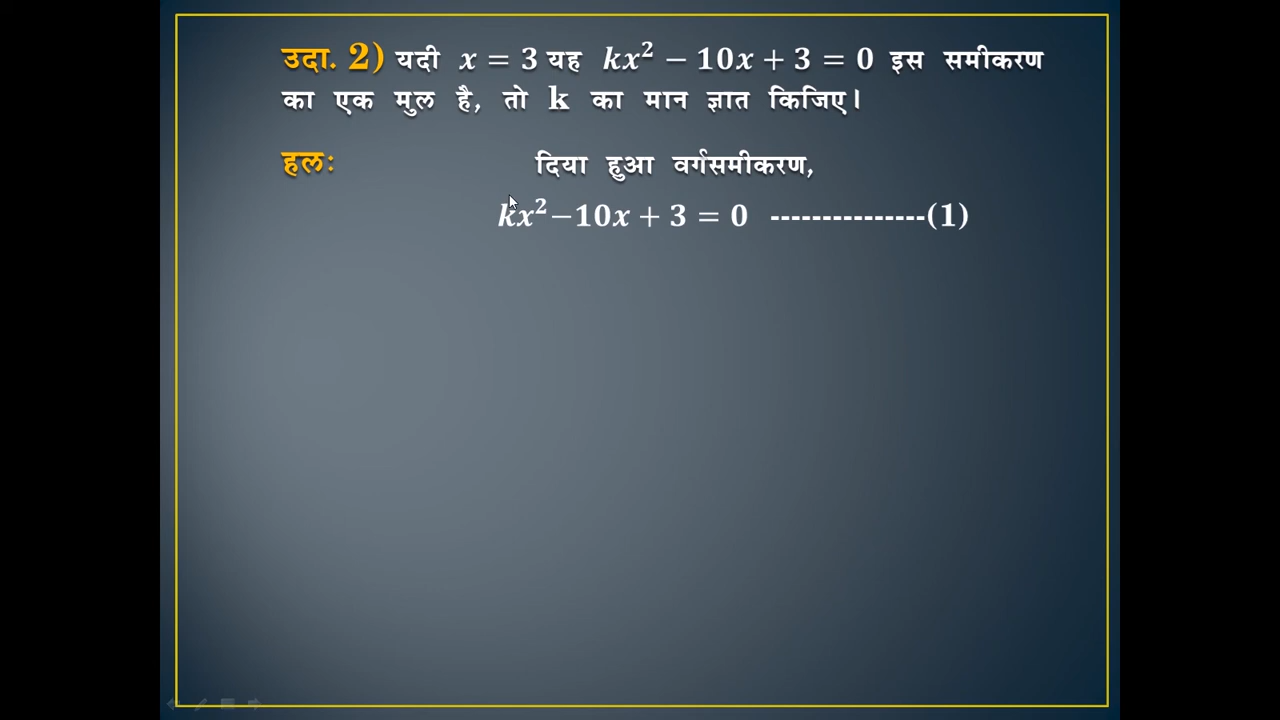 उदा. 2) यदी x = 3 यह kx² − 10x + 3 = 0 इस समीकरण
का एक मुल है, तो k का मान ज्ञात किजिए।
हलः दिया हुआ वर्गसमीकरण,
kx²−10x + 3 = 0 ---------------(1)